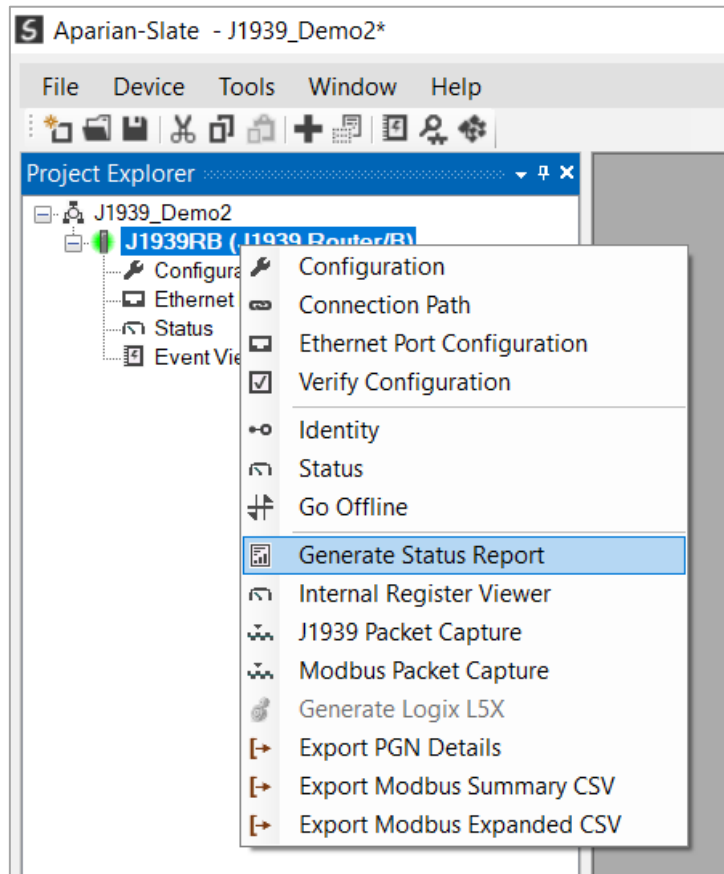 Aparian-Slate - J1939_Demo2*
File Device Tools Window Help
Project Explorer
J1939_Demo2
J1939RB (J1939 Router/B)
Configura
Ethernet
Status
Event Vie
Configuration
Connection Path
Ethernet Port Configuration
Verify Configuration
Identity
Status
Go Offline
Generate Status Report
Internal Register Viewer
J1939 Packet Capture
Modbus Packet Capture
Generate Logix L5X
Export PGN Details
Export Modbus Summary CSV
Export Modbus Expanded CSV